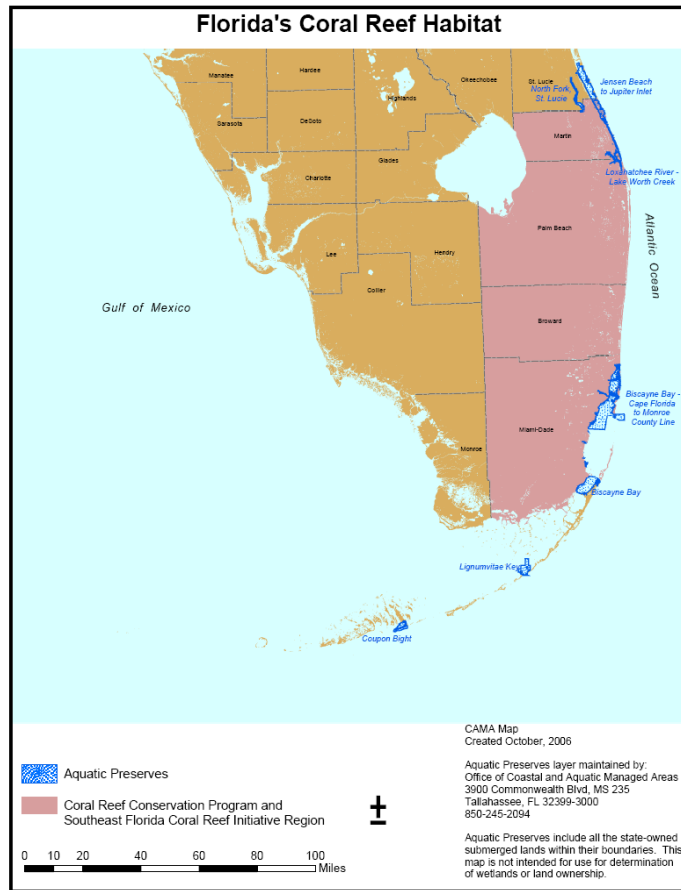 Florida's Coral Reef Habitat
Manatee
Hardee
Okeechobee
St. Lucie
Highlands
Jensen Beach
to Jupiter Inlet
North Fork,
St. Lucie
Sarasota
DeSoto
Martin
Glades
Charlotte
Loxahatchee River -
Lake Worth Creek
Palm Beach
Atlantic Ocean
Lee
Hendry
Collier
Gulf of Mexico
Broward
Biscayne Bay -
Cape Florida
to Monroe
County Line
Miami-Dade
Monroe
Biscayne Bay
Lignumvitae Key
Coupon Bight
CAMA Map
Created October, 2006
Aquatic Preserves layer maintained by:
Office of Coastal and Aquatic Managed Areas
3900 Commonwealth Blvd, MS 235
Tallahassee, FL 32399-3000
850-245-2094
Aquatic Preserves include all the state-owned
submerged lands within their boundaries. This
map is not intended for use for determination
of wetlands or land ownership.
Aquatic Preserves
Coral Reef Conservation Program and
Southeast Florida Coral Reef Initiative Region
0 10 20 40 60 80 100
Miles